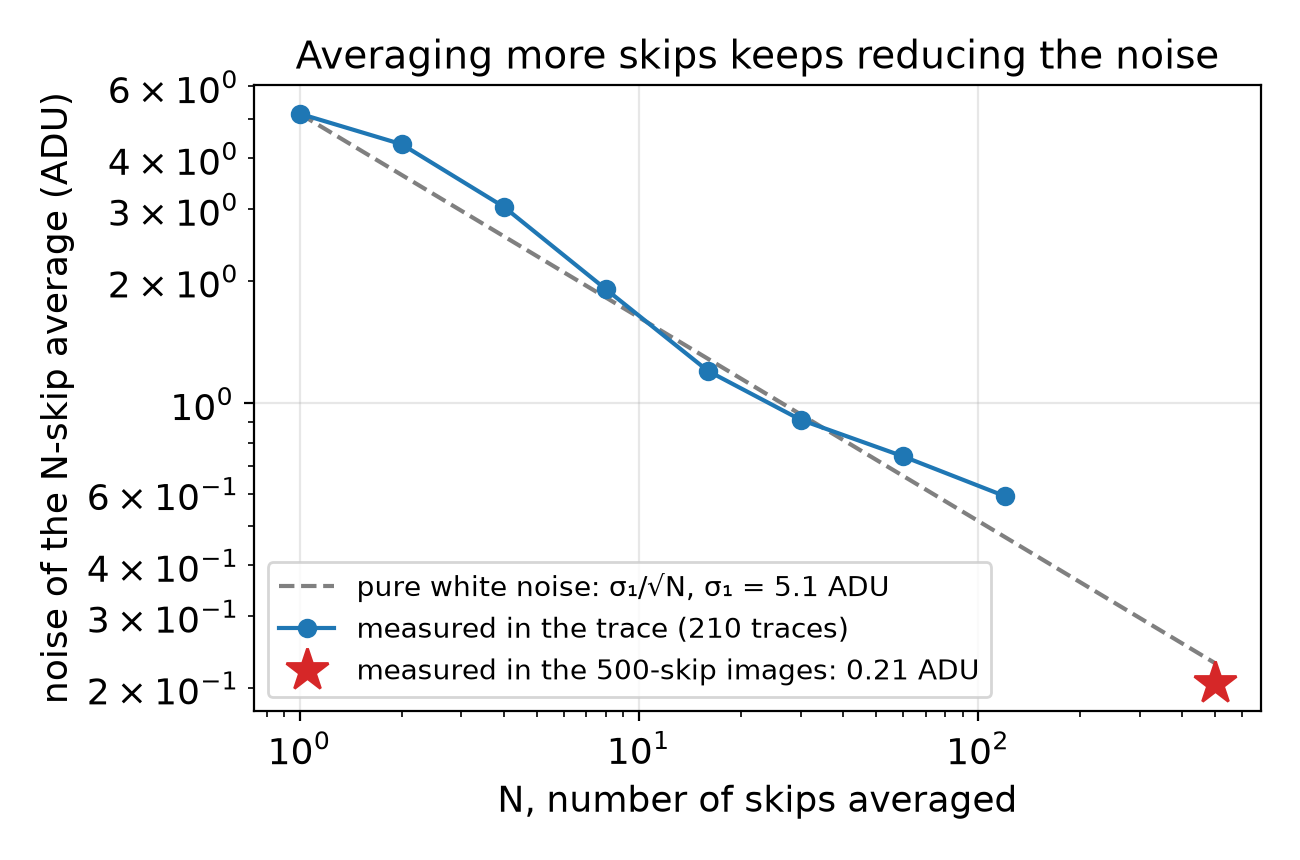 Averaging more skips keeps reducing the noise
noise of the N-skip average (ADU)
6 × 10⁰
4 × 10⁰
3 × 10⁰
2 × 10⁰
10⁰
6 × 10⁻¹
4 × 10⁻¹
3 × 10⁻¹
2 × 10⁻¹
pure white noise: σ₁/√N, σ₁ = 5.1 ADU
measured in the trace (210 traces)
measured in the 500-skip images: 0.21 ADU
10⁰ 10¹ 10²
N, number of skips averaged